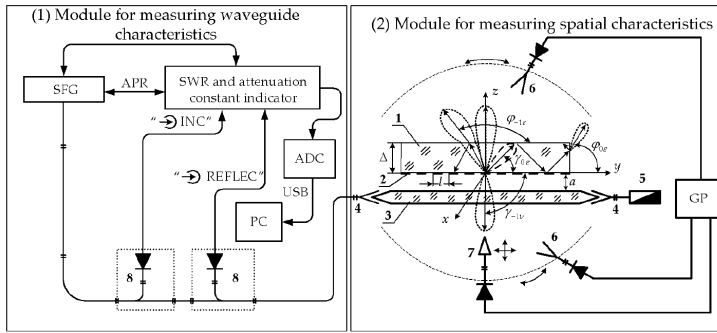 (1) Module for measuring waveguide
characteristics
SFG
APR
SWR and attenuation
constant indicator
" INC"
" REFLEC"
ADC
USB
PC
8
8
(2) Module for measuring spatial characteristics
6
z
φ₋₁ε
1
φ₀ε
Δ
γ₀ε
y
2
l
a
5
GP
4
3
4
x
γ₋₁ν
7
6